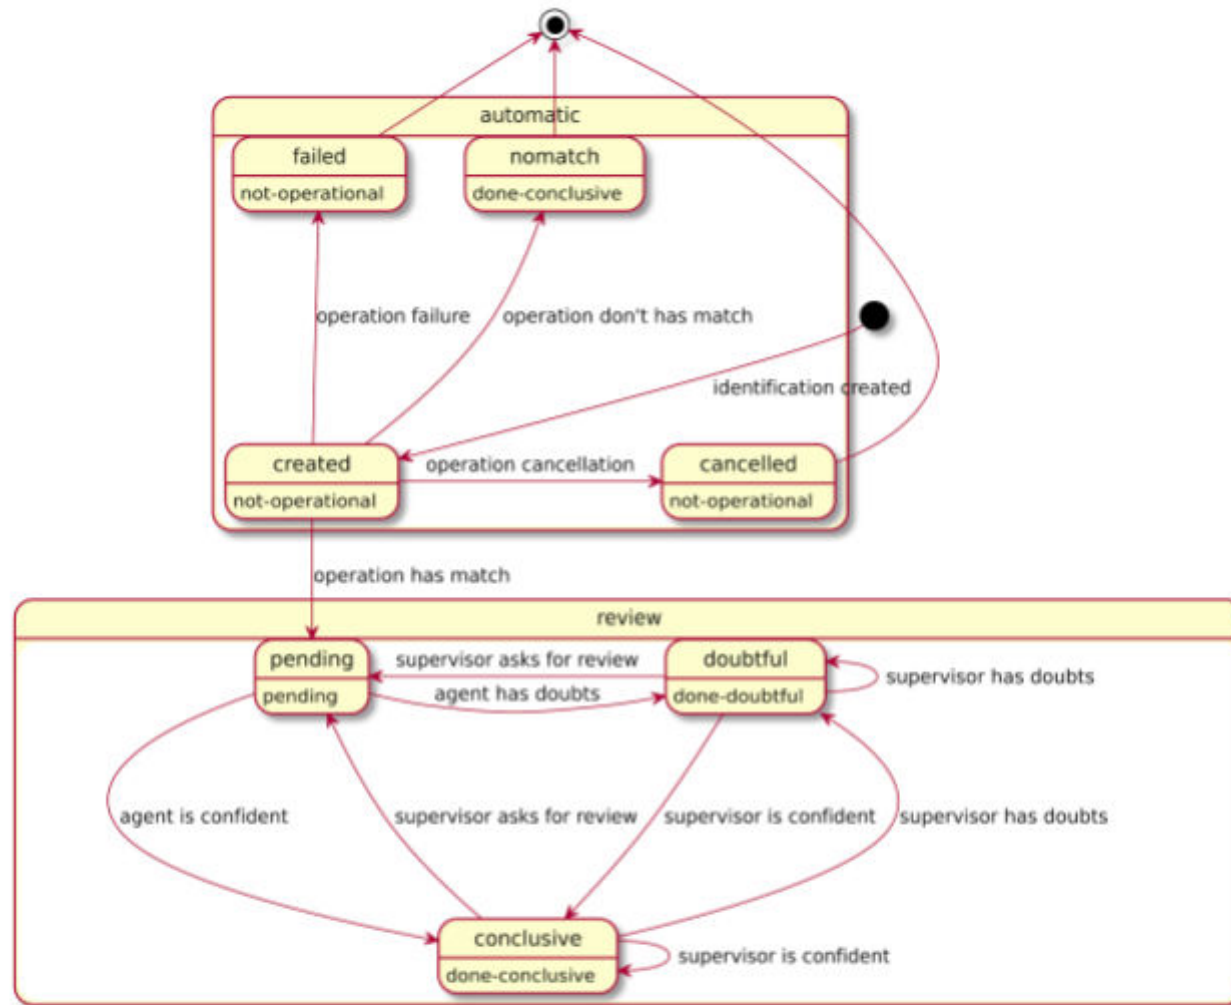 automatic
failed
not-operational
nomatch
done-conclusive
operation failure
operation don't has match
identification created
created
not-operational
operation cancellation
cancelled
not-operational
operation has match
review
pending
pending
supervisor asks for review
agent has doubts
doubtful
done-doubtful
supervisor has doubts
agent is confident
supervisor asks for review
supervisor is confident
supervisor has doubts
conclusive
done-conclusive
supervisor is confident